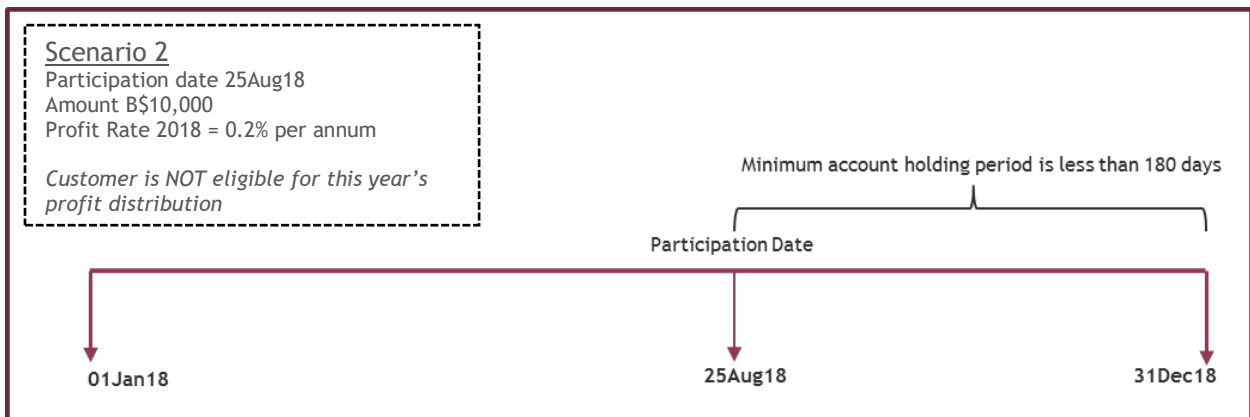 Scenario 2
Participation date 25Aug18
Amount B$10,000
Profit Rate 2018 = 0.2% per annum
Customer is NOT eligible for this year's
profit distribution
Minimum account holding period is less than 180 days
Participation Date
01Jan18
25Aug18
31Dec18